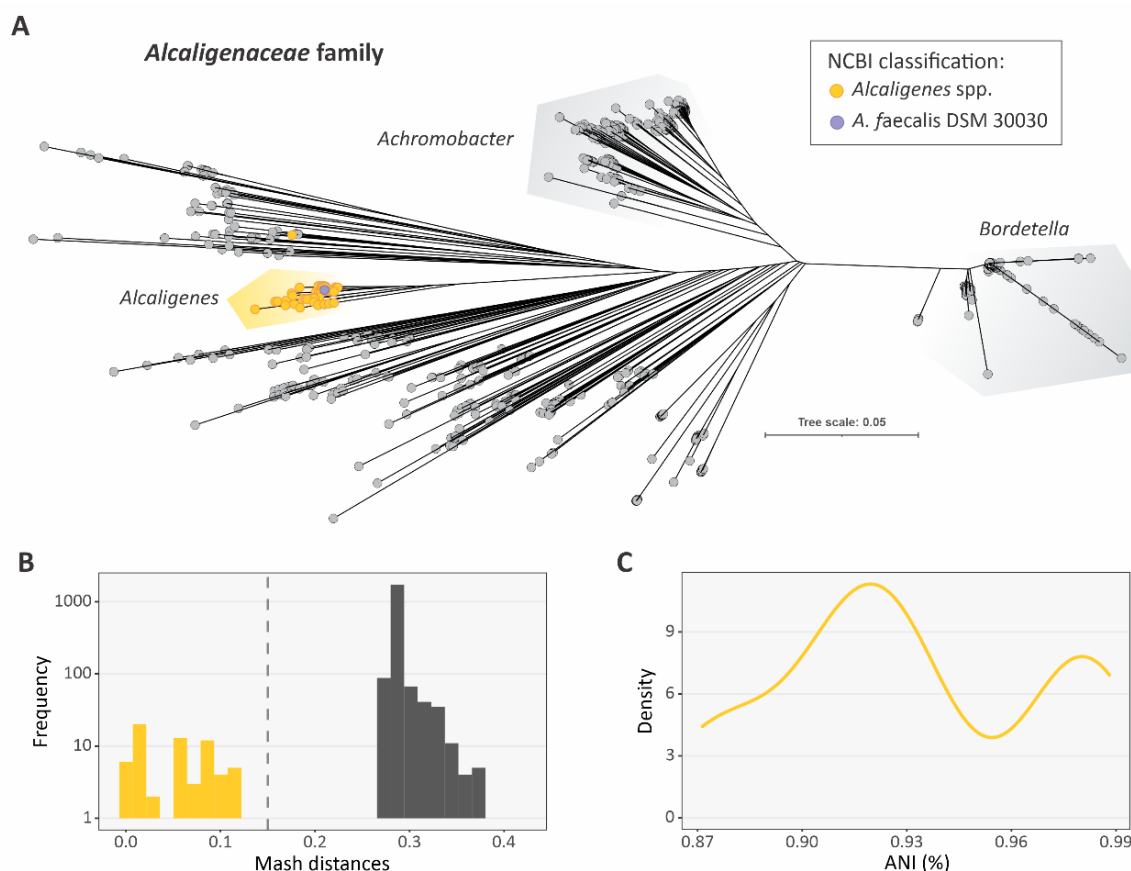 A
Alcaligenaceae family
NCBI classification:
Alcaligenes spp.
A. faecalis DSM 30030
Achromobacter
Bordetella
Alcaligenes
Tree scale: 0.05
B
Frequency
1000
100
10
1
0.0 0.1 0.2 0.3 0.4
Mash distances
C
Density
9
6
3
0
0.87 0.90 0.93 0.96 0.99
ANI (%)